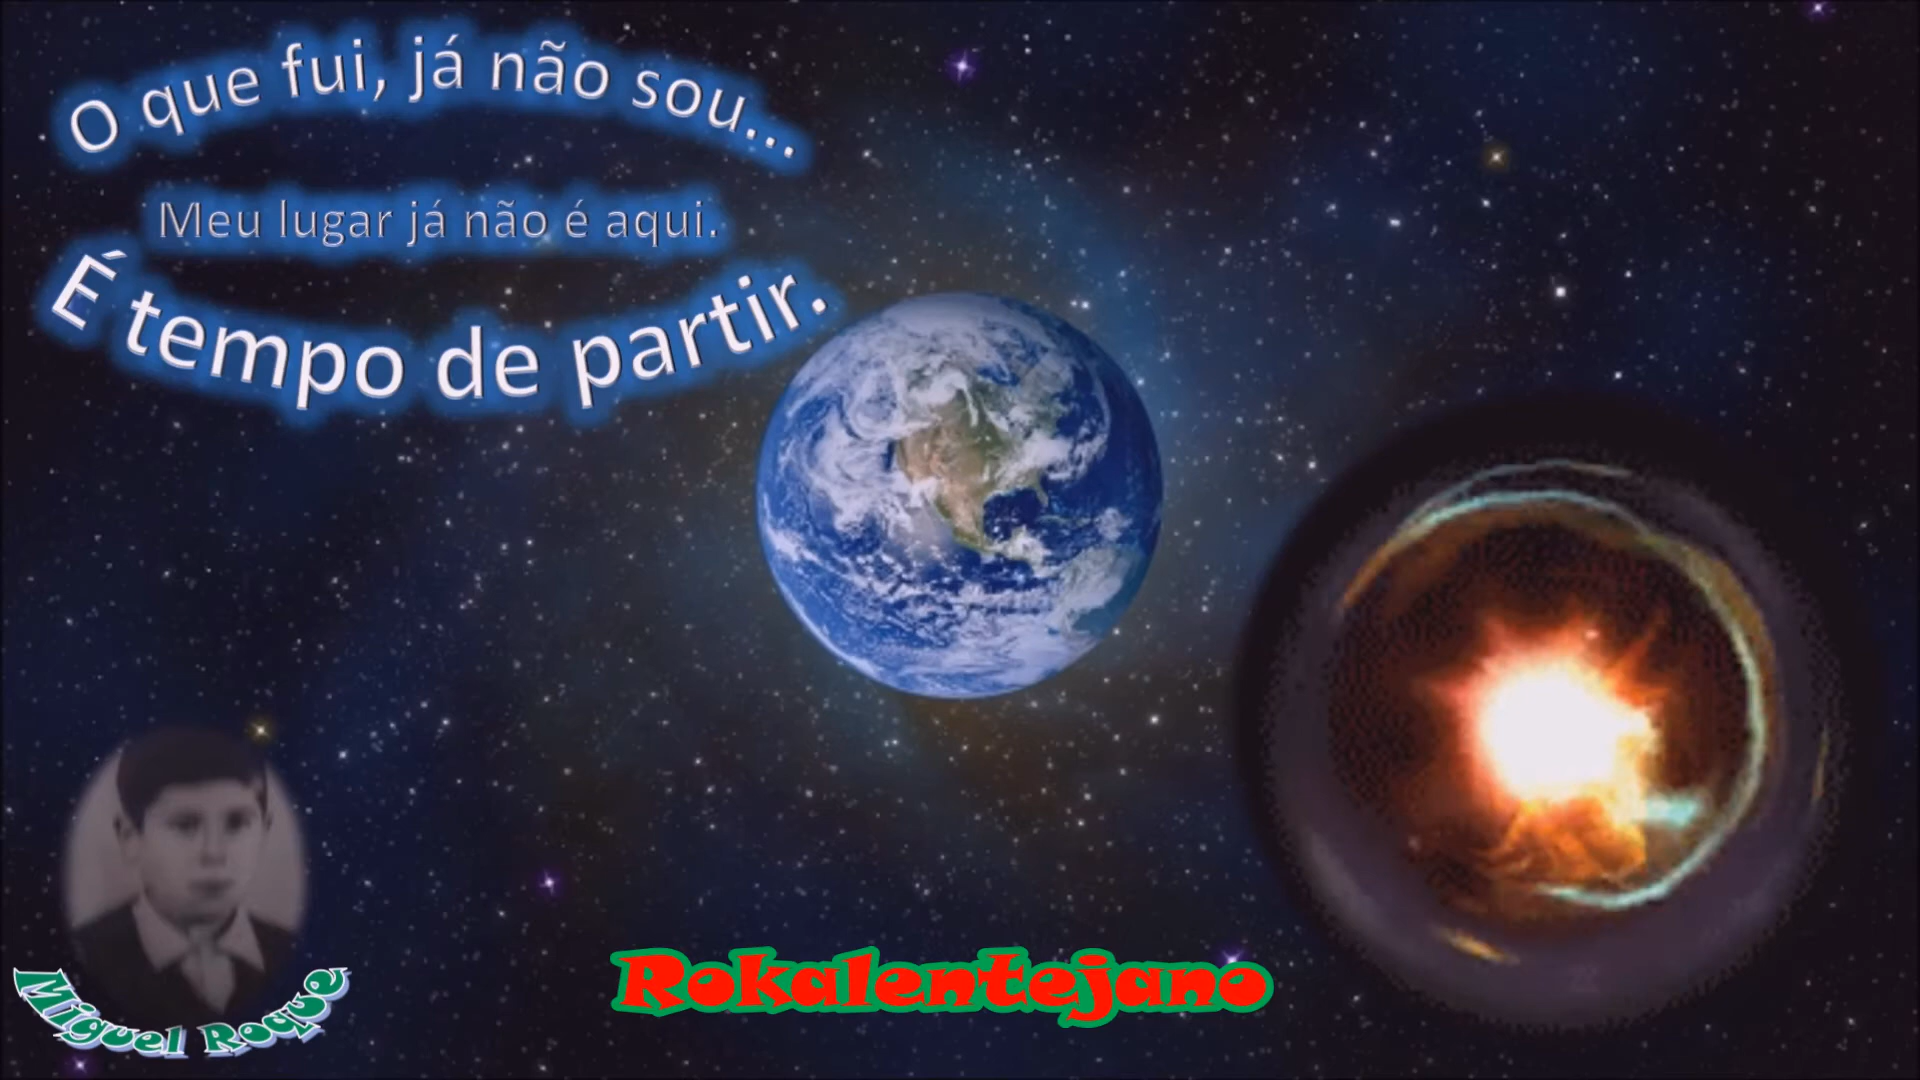 O que fui, já não sou...
Meu lugar já não é aqui.
É tempo de partir.
Miguel Roque
Rokalentejano